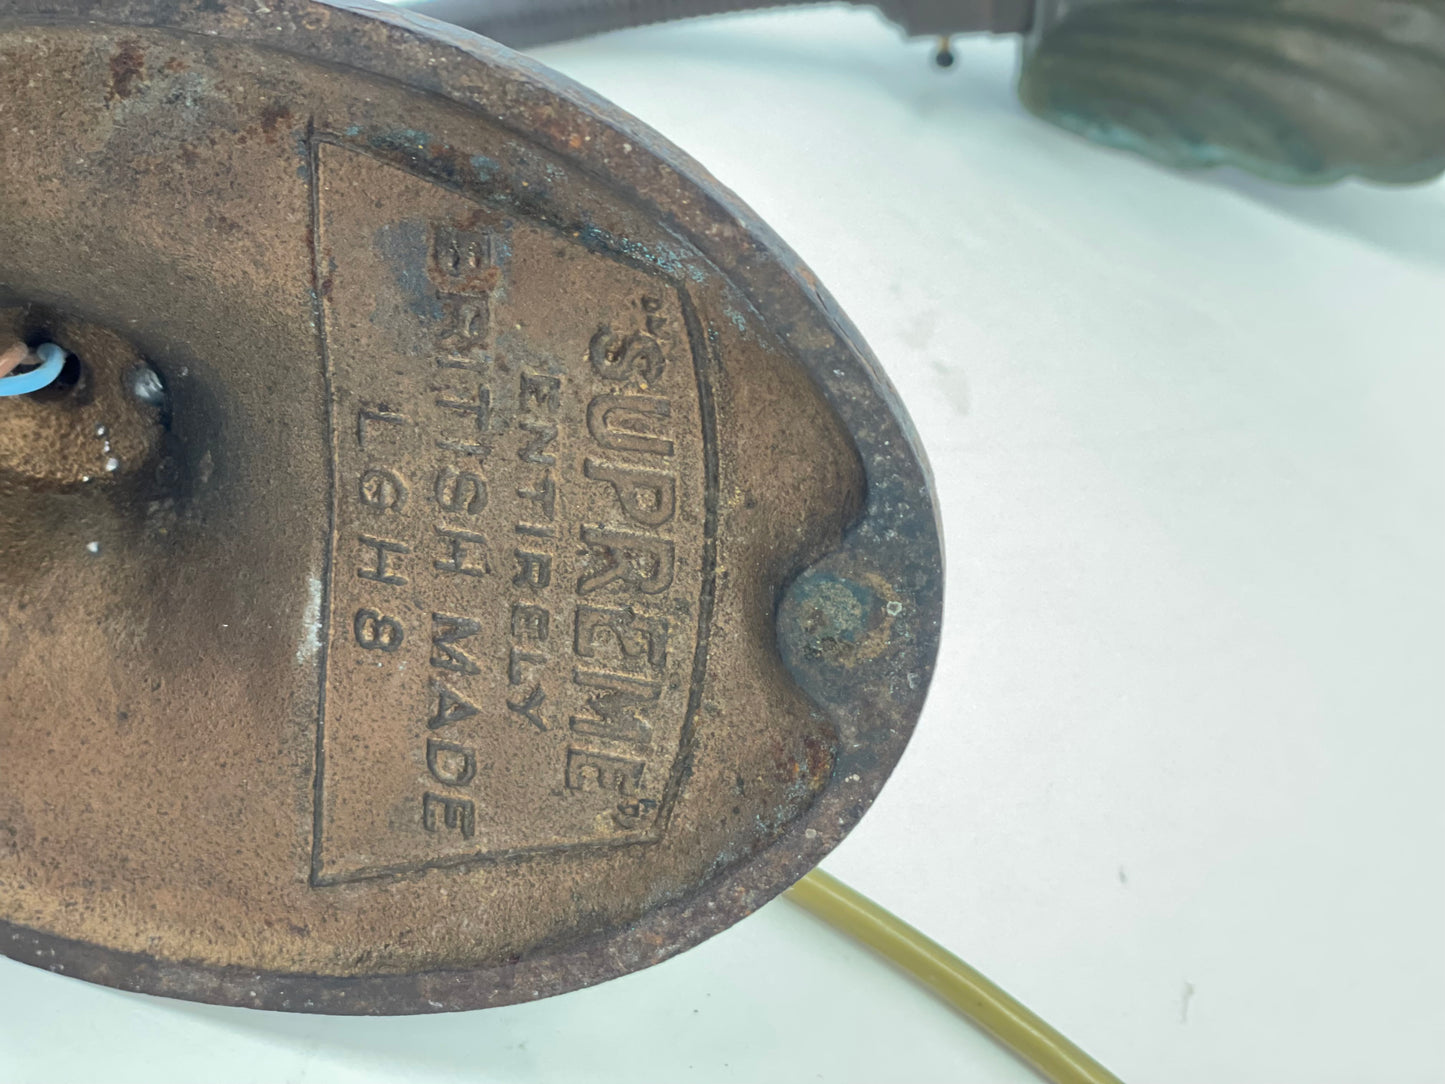 "SUPREME"
ENTIRELY
BRITISH MADE
LGH8